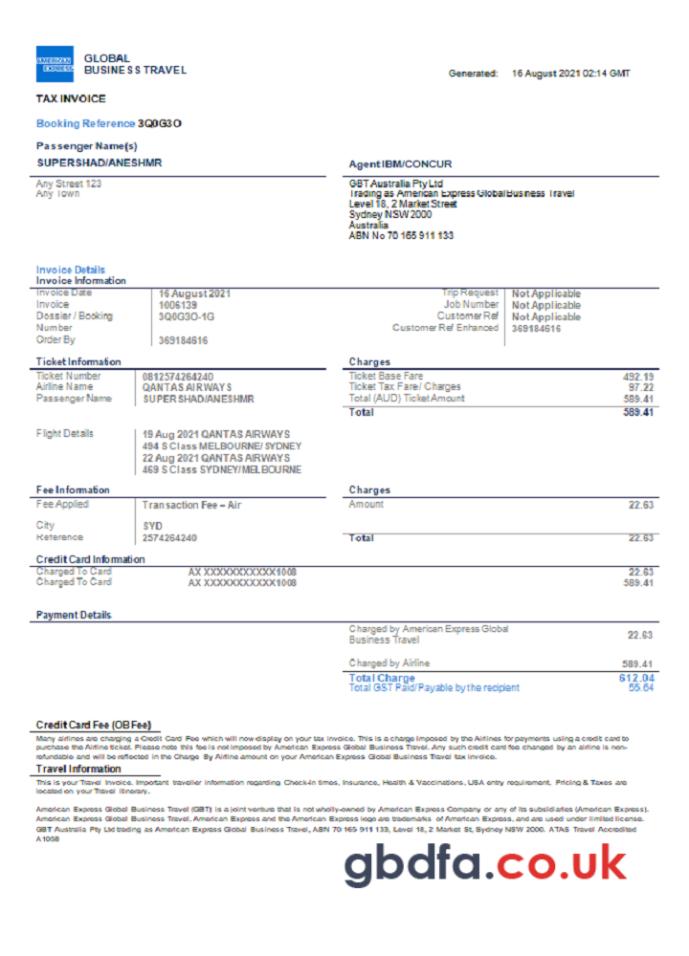 AMERICAN
EXPRESS
GLOBAL
BUSINESS TRAVEL
Generated: 16 August 2021 02:14 GMT
TAX INVOICE
Booking Reference 3Q0G3O
Passenger Name(s)
SUPERSHAD/ANESHMR
Agent IBM/CONCUR
Any Street 123
Any Town
GBT Australia Pty Ltd
Trading as American Express Global Business Travel
Level 18, 2 Market Street
Sydney NSW 2000
Australia
ABN No 70 165 911 133
Invoice Details
Invoice Information
Invoice Date 16 August 2021 Trip Request Not Applicable
Invoice 1006139 Job Number Not Applicable
Dossier / Booking 3Q0G3O-1G Customer Ref Not Applicable
Number Customer Ref Enhanced 369184616
Order By 369184616
Ticket Information Charges
Ticket Number 0812574264240 Ticket Base Fare 492.19
Airline Name QANTAS AIRWAYS Ticket Tax Fare/ Charges 97.22
Passenger Name SUPERSHAD/ANESHMR Total (AUD) Ticket Amount 589.41
Total 589.41
Flight Details 19 Aug 2021 QANTAS AIRWAYS
494 S Class MELBOURNE/ SYDNEY
22 Aug 2021 QANTAS AIRWAYS
469 S Class SYDNEY/MELBOURNE
Fee Information Charges
Fee Applied Transaction Fee – Air Amount 22.63
City SYD
Reference 2574264240 Total 22.63
Credit Card Information
Charged To Card AX XXXXXXXXXXX1008 22.63
Charged To Card AX XXXXXXXXXXX1008 589.41
Payment Details
Charged by American Express Global
Business Travel 22.63
Charged by Airline 589.41
Total Charge 612.04
Total GST Paid/Payable by the recipient 55.64
Credit Card Fee (OB Fee)
Many airlines are charging a Credit Card Fee which will now display on your tax invoice. This is a charge imposed by the Airlines for payments using a credit card to
purchase the Airline ticket. Please note this fee is not imposed by American Express Global Business Travel. Any such credit card fee changed by an airline is non-
refundable and will be reflected in the Charge By Airline amount on your American Express Global Business Travel tax invoice.
Travel Information
This is your Travel Invoice. Important traveller information regarding Check-in times, Insurance, Health & Vaccinations, USA entry requirement, Pricing & Taxes are
located on your Travel Itinerary.
American Express Global Business Travel (GBT) is a joint venture that is not wholly-owned by American Express Company or any of its subsidiaries (American Express).
American Express Global Business Travel, American Express and the American Express logo are trademarks of American Express, and are used under limited license.
GBT Australia Pty Ltd trading as American Express Global Business Travel, ABN 70 165 911 133, Level 18, 2 Market St, Sydney NSW 2000. ATAS Travel Accredited
A1058
gbdfa.co.uk